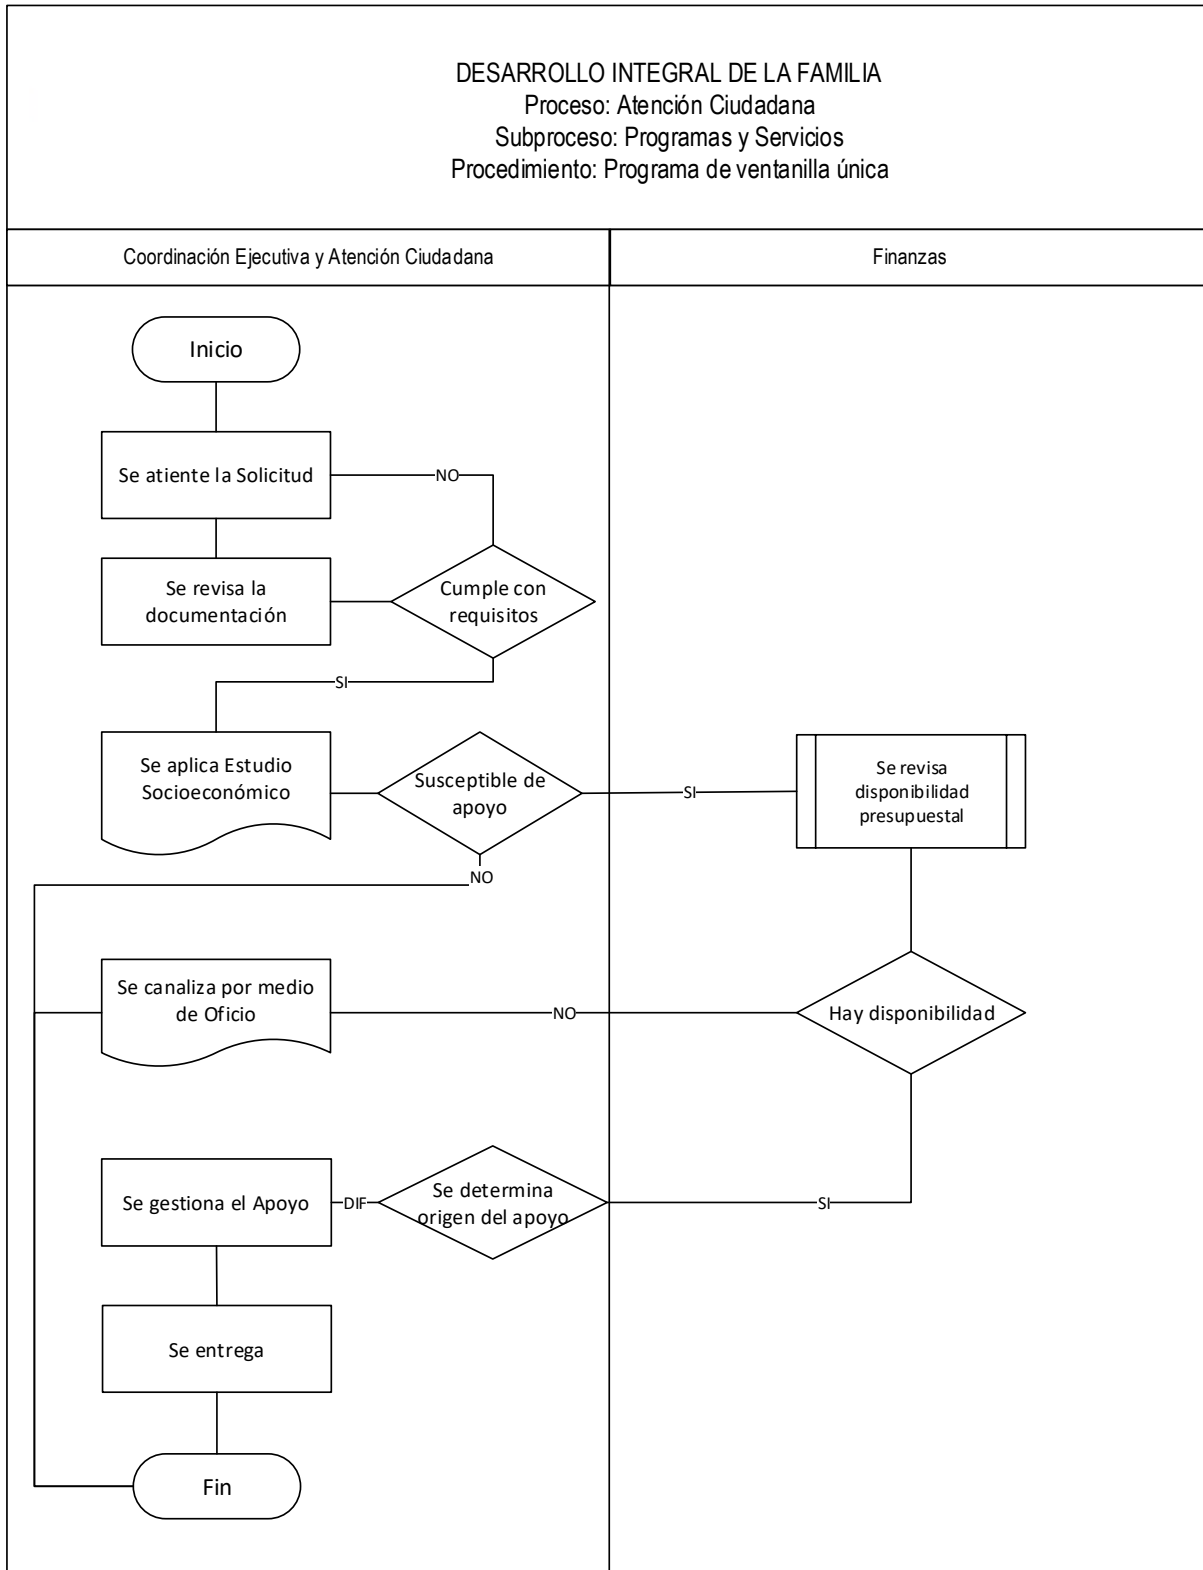 DESARROLLO INTEGRAL DE LA FAMILIA
Proceso: Atención Ciudadana
Subproceso: Programas y Servicios
Procedimiento: Programa de ventanilla única
Coordinación Ejecutiva y Atención Ciudadana
Finanzas
Inicio
Se atiente la Solicitud
NO
Se revisa la
documentación
Cumple con
requisitos
SI
Se aplica Estudio
Socioeconómico
Susceptible de
apoyo
SI
Se revisa
disponibilidad
presupuestal
NO
Se canaliza por medio
de Oficio
NO
Hay disponibilidad
Se gestiona el Apoyo
DIF
Se determina
origen del apoyo
SI
Se entrega
Fin